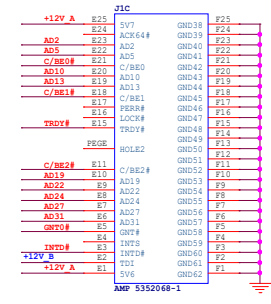 J1C
+12V_A E25 5V7 GND38 F25
E24 ACK64# GND39 F24
AD2 E23 AD2 GND40 F23
AD5 E22 AD5 GND41 F22
C/BE0# E21 C/BE0 GND42 F21
AD10 E20 AD10 GND43 F20
AD13 E19 AD13 GND44 F19
C/BE1# E18 C/BE1 GND45 F18
E17 PERR# GND46 F17
E16 LOCK# GND47 F16
TRDY# E15 TRDY# GND48 F15
GND49 F14
PEGE HOLE2 GND50 F13
GND51 F12
C/BE2# E11 C/BE2# GND52 F11
AD19 E10 AD19 GND53 F10
AD22 E9 AD22 GND54 F9
AD24 E8 AD24 GND55 F8
AD27 E7 AD27 GND56 F7
AD31 E6 AD31 GND57 F6
GNT0# E5 GNT# GND58 F5
E4 INTS GND59 F4
INTD# E3 INTD# GND60 F3
+12V_B E2 TDI GND61 F2
+12V_A E1 5V6 GND62 F1
AMP 5352068-1